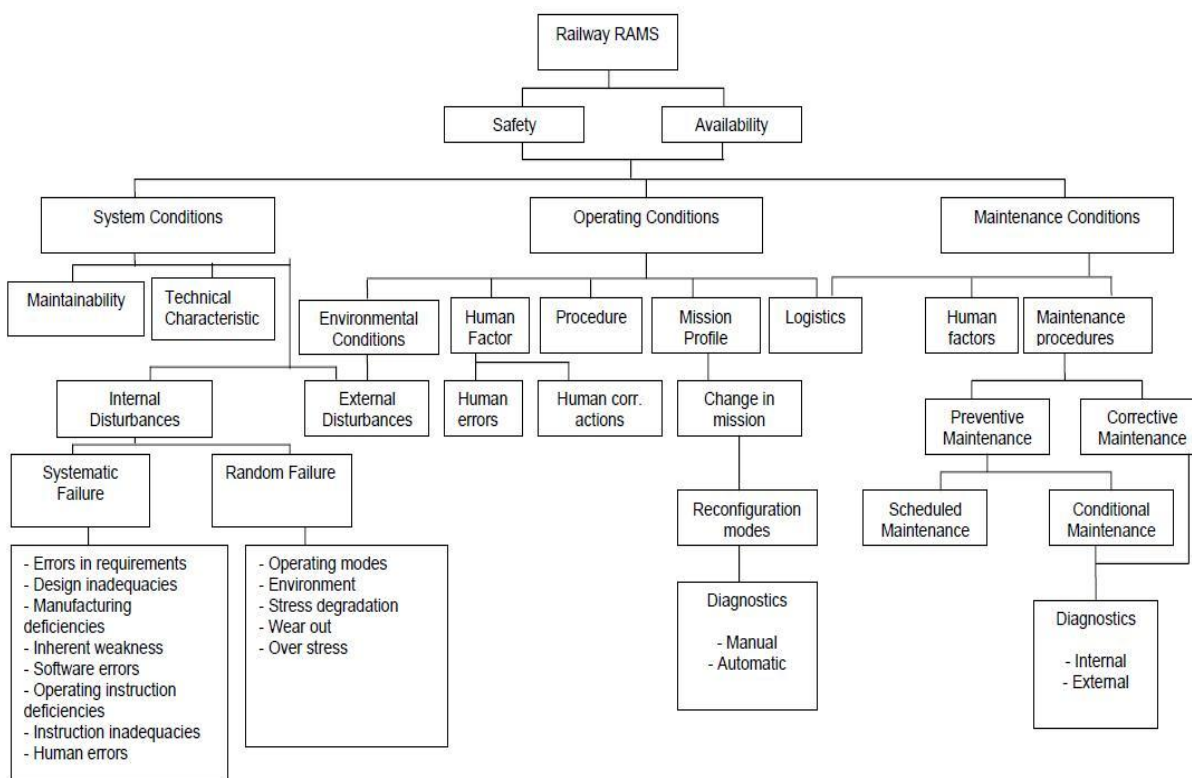 Railway RAMS
Safety
Availability
System Conditions
Operating Conditions
Maintenance Conditions
Maintainability
Technical
Characteristic
Environmental
Conditions
Human
Factor
Procedure
Mission
Profile
Logistics
Human
factors
Maintenance
procedures
Internal
Disturbances
External
Disturbances
Human
errors
Human corr.
actions
Change in
mission
Preventive
Maintenance
Corrective
Maintenance
Systematic
Failure
Random Failure
Reconfiguration
modes
Scheduled
Maintenance
Conditional
Maintenance
- Errors in requirements
- Design inadequacies
- Manufacturing
deficiencies
- Inherent weakness
- Software errors
- Operating instruction
deficiencies
- Instruction inadequacies
- Human errors
- Operating modes
- Environment
- Stress degradation
- Wear out
- Over stress
Diagnostics
- Manual
- Automatic
Diagnostics
- Internal
- External